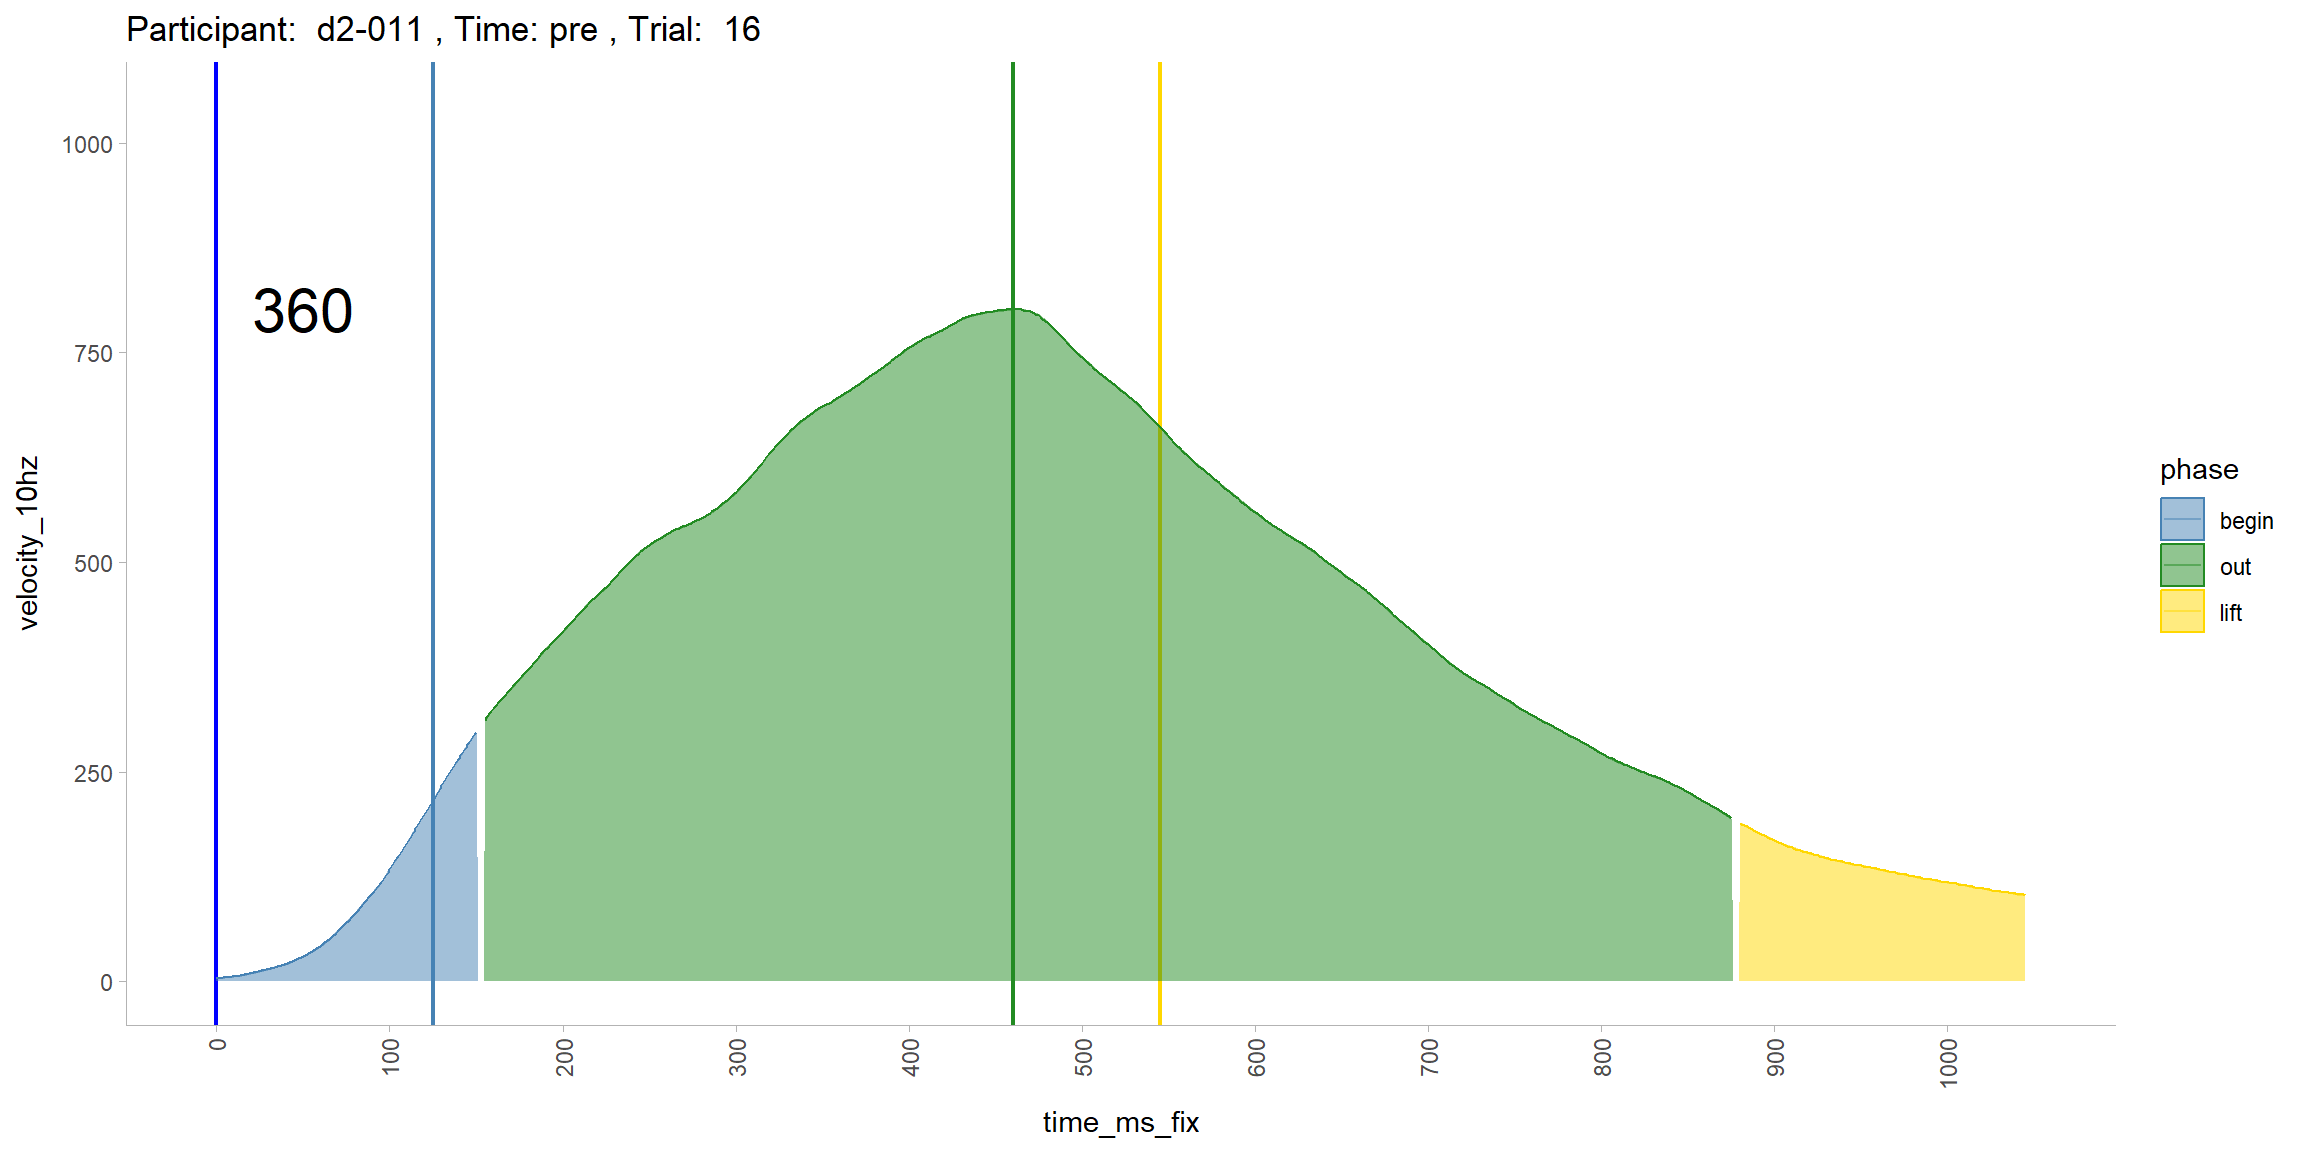 Participant:  d2-011 , Time: pre , Trial:  16
1000
750
500
250
0
velocity_10hz
360
0
100
200
300
400
500
600
700
800
900
1000
time_ms_fix
phase
begin
out
lift